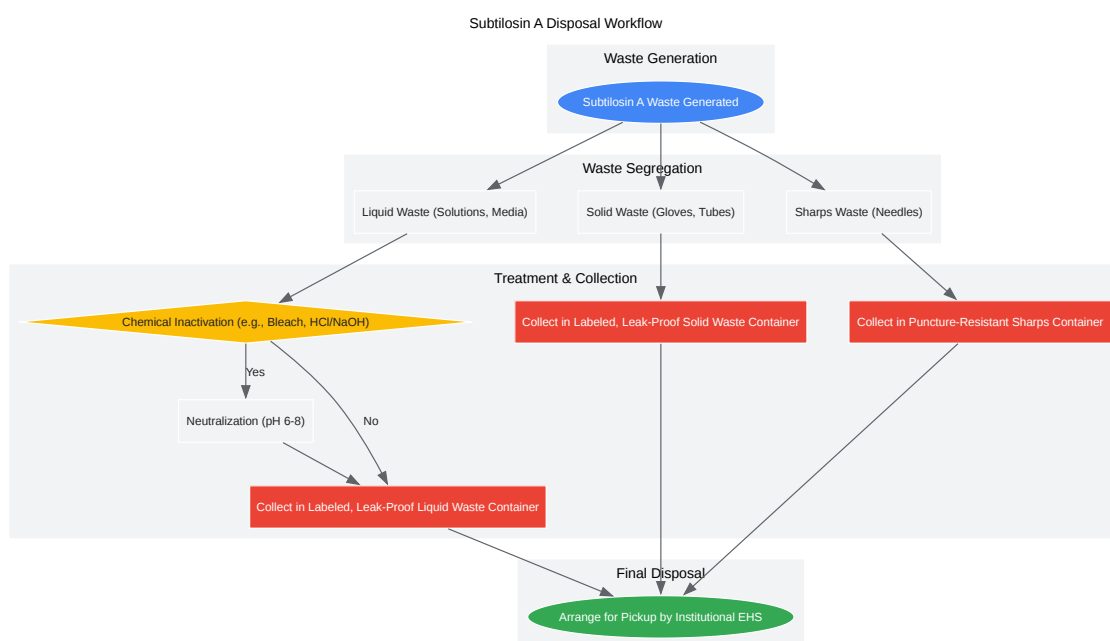 Subtilosin A Disposal Workflow
Waste Generation
Subtilosin A Waste Generated
Waste Segregation
Liquid Waste (Solutions, Media)
Solid Waste (Gloves, Tubes)
Sharps Waste (Needles)
Treatment & Collection
Chemical Inactivation (e.g., Bleach, HCl/NaOH)
Collect in Labeled, Leak-Proof Solid Waste Container
Collect in Puncture-Resistant Sharps Container
Yes
Neutralization (pH 6-8)
No
Collect in Labeled, Leak-Proof Liquid Waste Container
Final Disposal
Arrange for Pickup by Institutional EHS